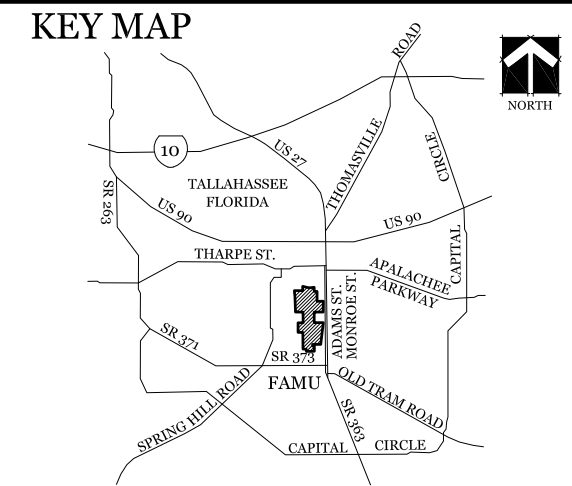 KEY MAP
ROAD
NORTH
10
US 27
THOMASVILLE
CIRCLE
TALLAHASSEE
FLORIDA
SR 263
US 90
US 90
CAPITAL
THARPE ST.
APALACHEE
PARKWAY
ADAMS ST.
MONROE ST.
SR 371
SR 373
FAMU
OLD TRAM ROAD
SPRING HILL ROAD
SR 363
CAPITAL CIRCLE